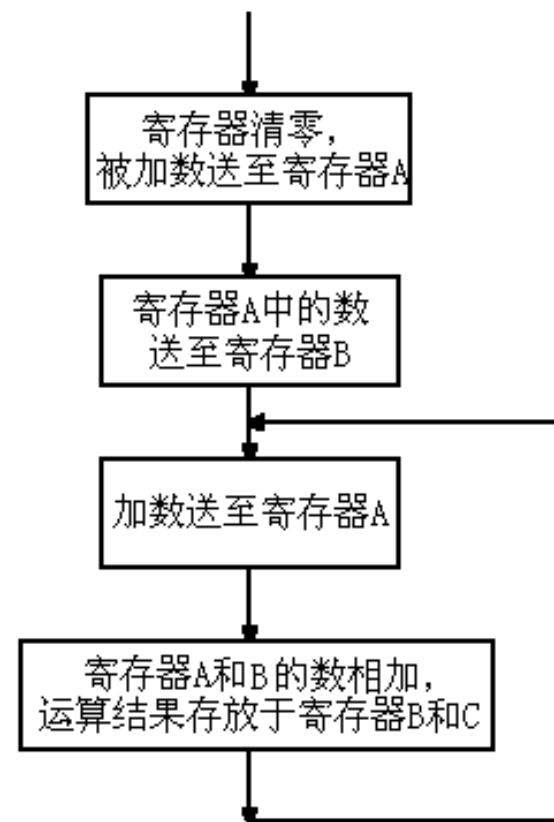 寄存器清零，
被加数送至寄存器A
寄存器A中的数
送至寄存器B
加数送至寄存器A
寄存器A和B的数相加，
运算结果存放于寄存器B和C